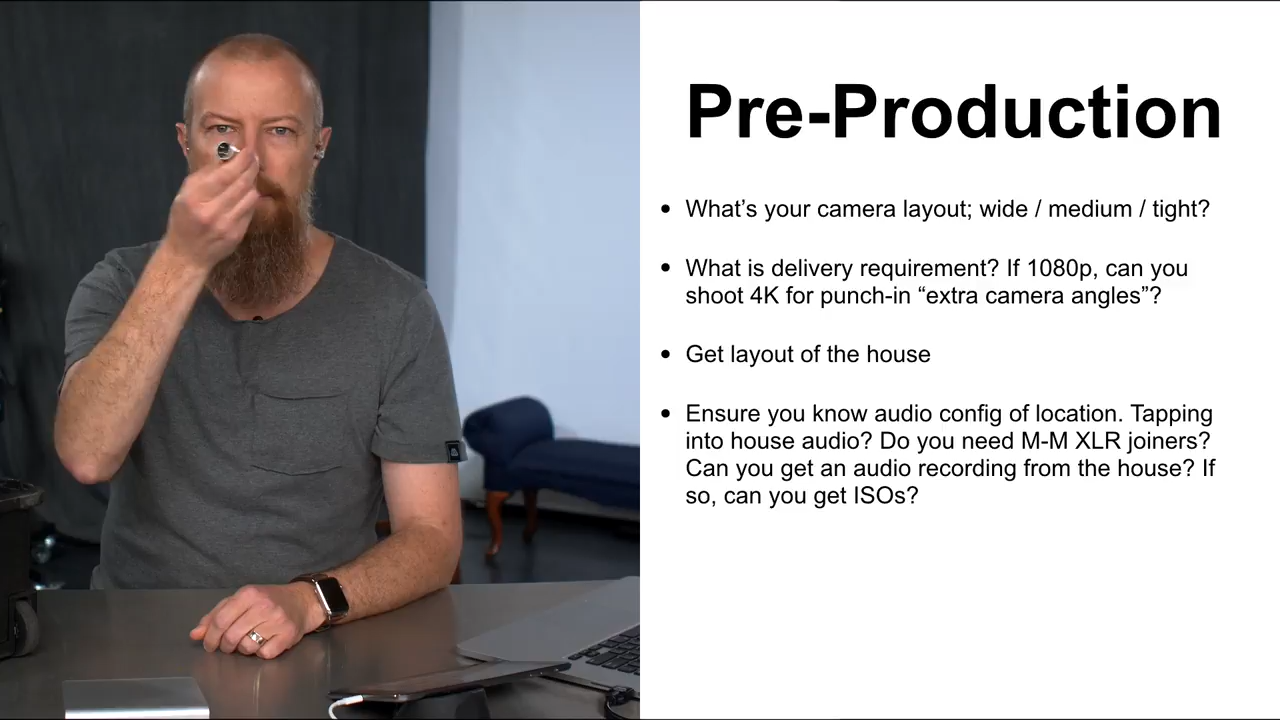 Pre-Production
• What’s your camera layout; wide / medium / tight?
• What is delivery requirement? If 1080p, can you
shoot 4K for punch-in “extra camera angles”?
• Get layout of the house
• Ensure you know audio config of location. Tapping
into house audio? Do you need M-M XLR joiners?
Can you get an audio recording from the house? If
so, can you get ISOs?